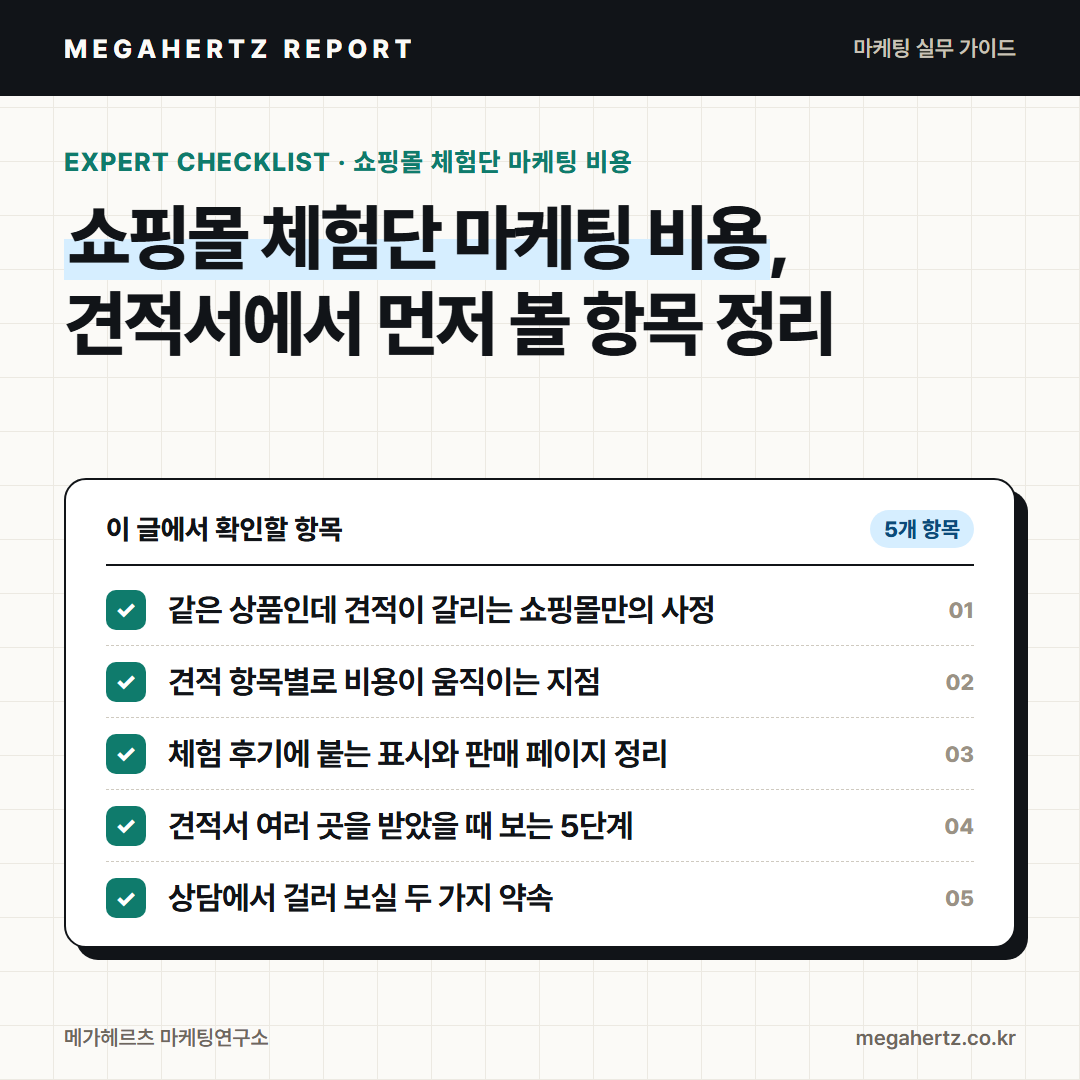 MEGAHERTZ REPORT
마케팅 실무 가이드
EXPERT CHECKLIST · 쇼핑몰 체험단 마케팅 비용
쇼핑몰 체험단 마케팅 비용,
견적서에서 먼저 볼 항목 정리
이 글에서 확인할 항목
5개 항목
같은 상품인데 견적이 갈리는 쇼핑몰만의 사정
01
견적 항목별로 비용이 움직이는 지점
02
체험 후기에 붙는 표시와 판매 페이지 정리
03
견적서 여러 곳을 받았을 때 보는 5단계
04
상담에서 걸러 보실 두 가지 약속
05
메가헤르츠 마케팅연구소
megahertz.co.kr